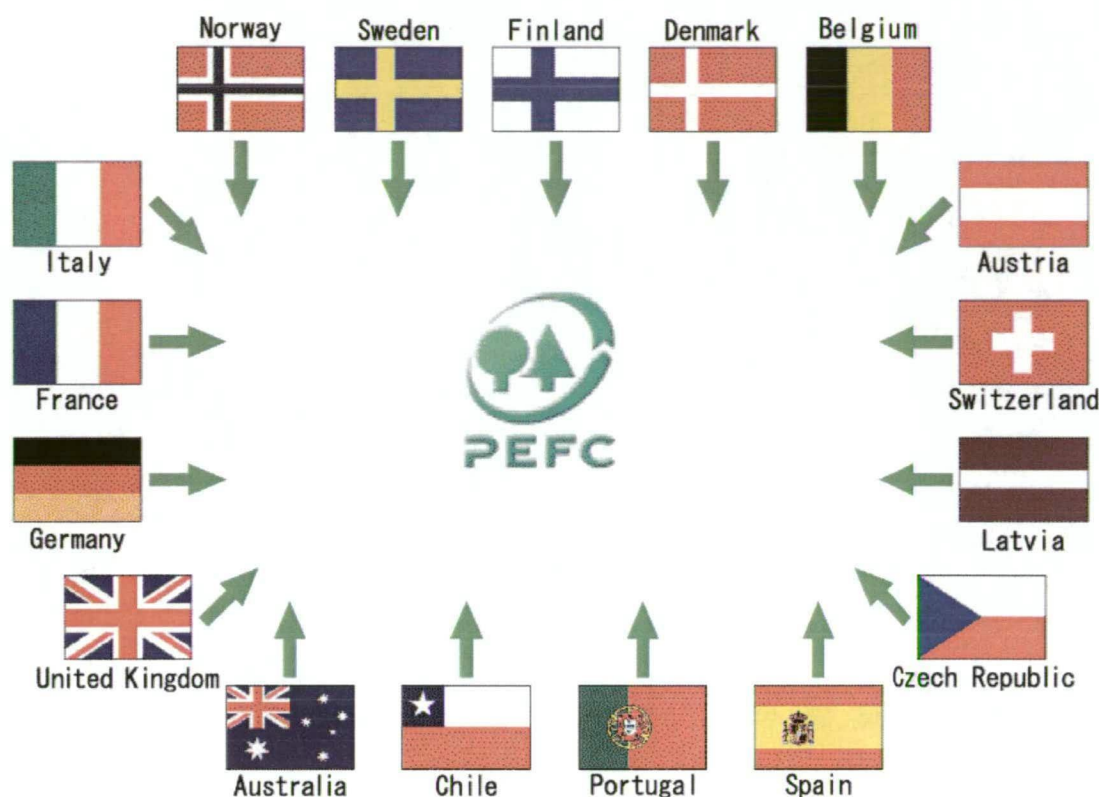 Norway
Sweden
Finland
Denmark
Belgium
Italy
Austria
France
Switzerland
PEFC
Germany
Latvia
United Kingdom
Czech Republic
Australia
Chile
Portugal
Spain